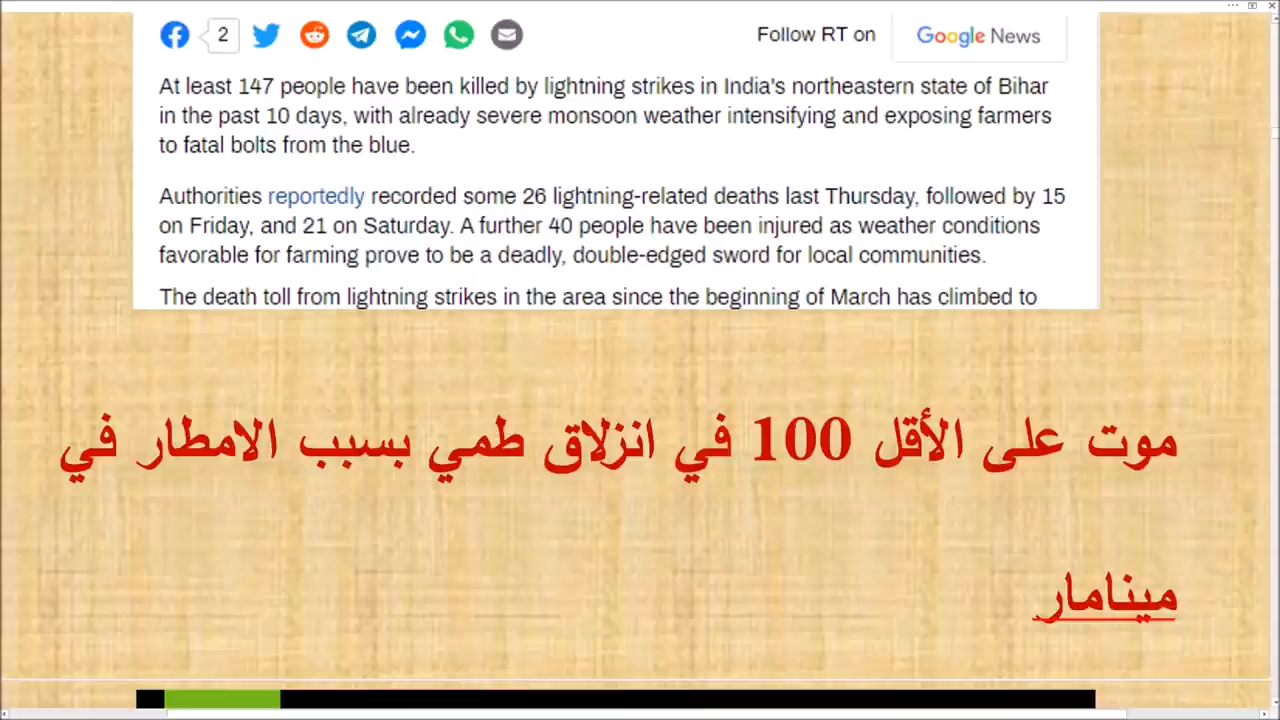 2
Follow RT on
Google News
At least 147 people have been killed by lightning strikes in India's northeastern state of Bihar
in the past 10 days, with already severe monsoon weather intensifying and exposing farmers
to fatal bolts from the blue.
Authorities reportedly recorded some 26 lightning-related deaths last Thursday, followed by 15
on Friday, and 21 on Saturday. A further 40 people have been injured as weather conditions
favorable for farming prove to be a deadly, double-edged sword for local communities.
The death toll from lightning strikes in the area since the beginning of March has climbed to
موت على الأقل 100 في انزلاق طمي بسبب الامطار في
مينامار